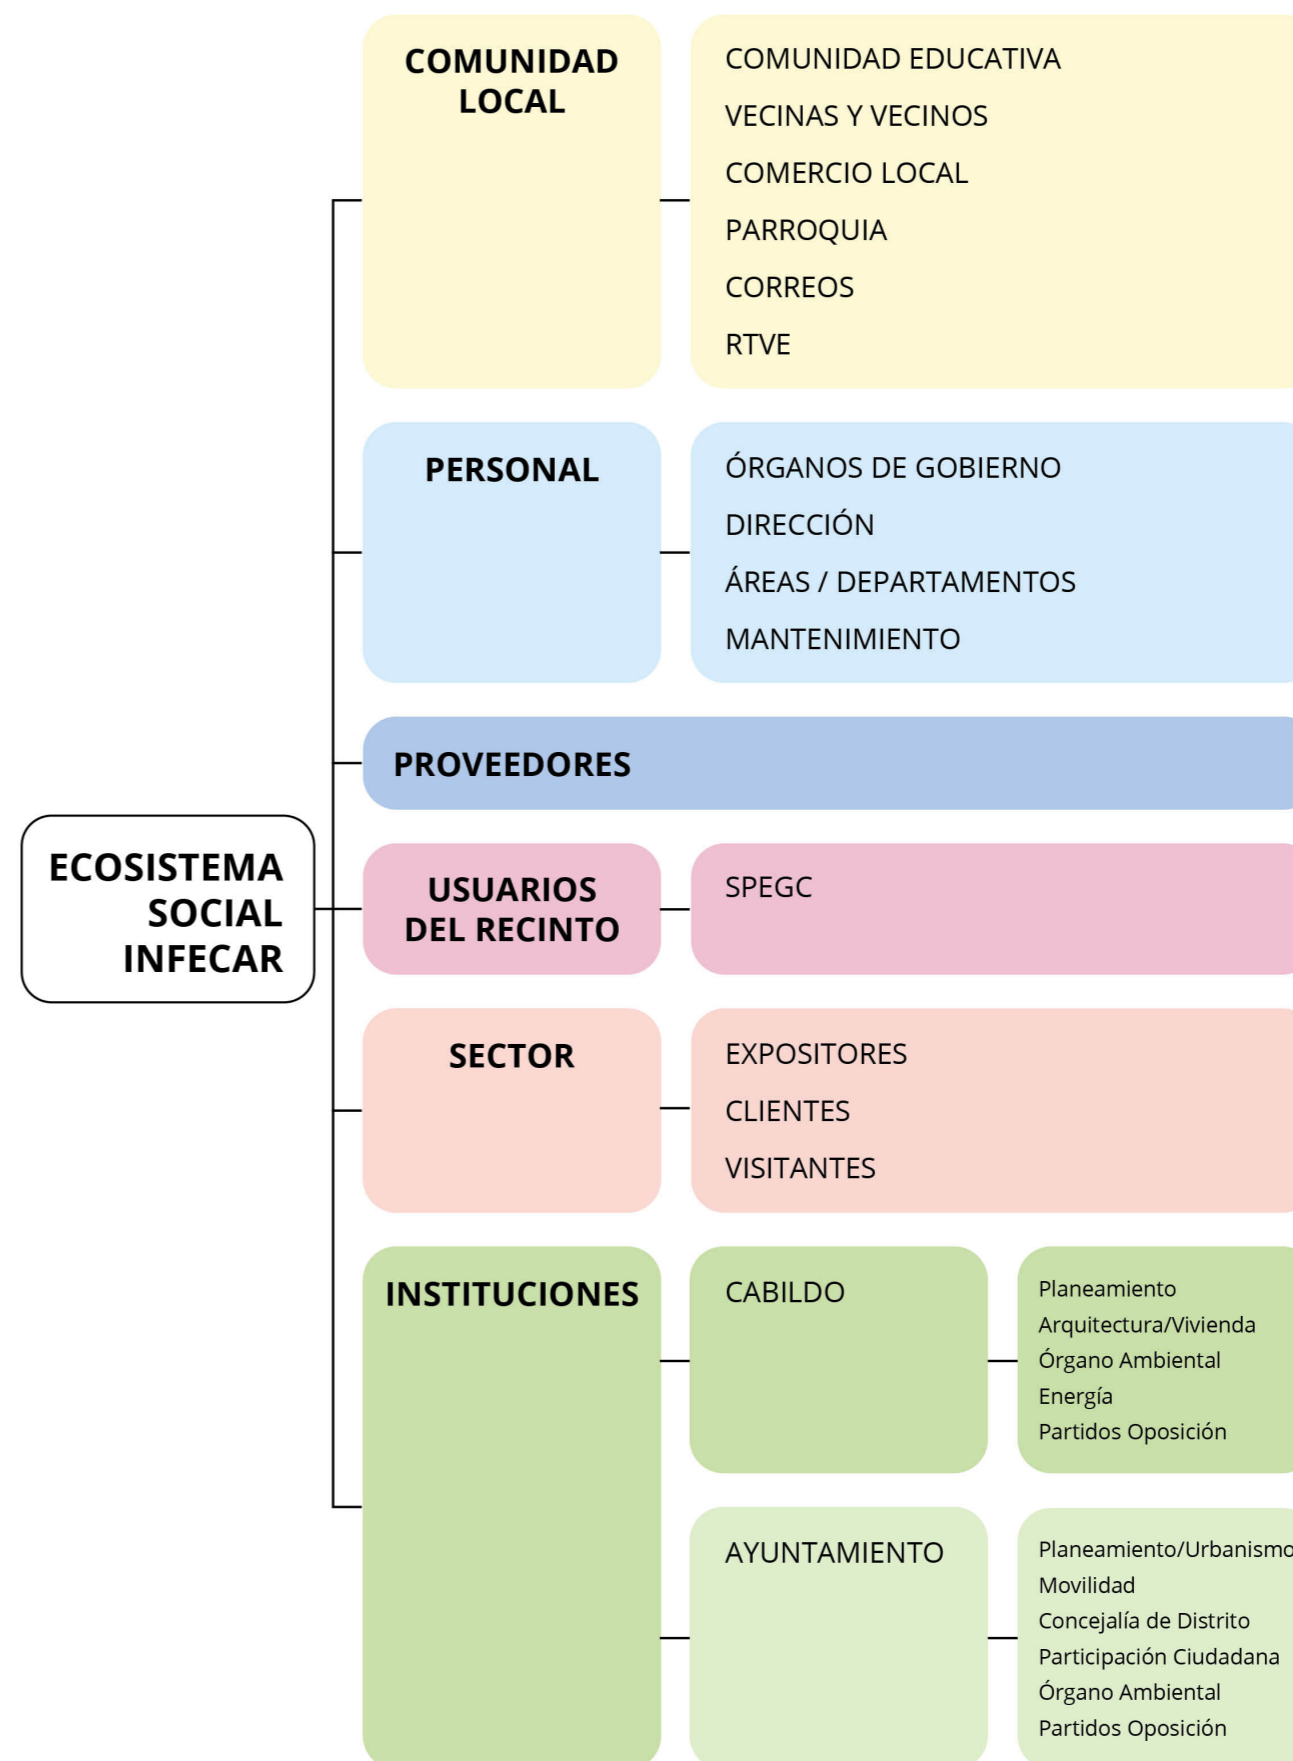 COMUNIDAD
LOCAL
COMUNIDAD EDUCATIVA
VECINAS Y VECINOS
COMERCIO LOCAL
PARROQUIA
CORREOS
RTVE
PERSONAL
ÓRGANOS DE GOBIERNO
DIRECCIÓN
ÁREAS / DEPARTAMENTOS
MANTENIMIENTO
PROVEEDORES
ECOSISTEMA
SOCIAL
INFECAR
USUARIOS
DEL RECINTO
SPEGC
SECTOR
EXPOSITORES
CLIENTES
VISITANTES
INSTITUCIONES
CABILDO
Planeamiento
Arquitectura/Vivienda
Órgano Ambiental
Energía
Partidos Oposición
AYUNTAMIENTO
Planeamiento/Urbanismo
Movilidad
Concejalía de Distrito
Participación Ciudadana
Órgano Ambiental
Partidos Oposición